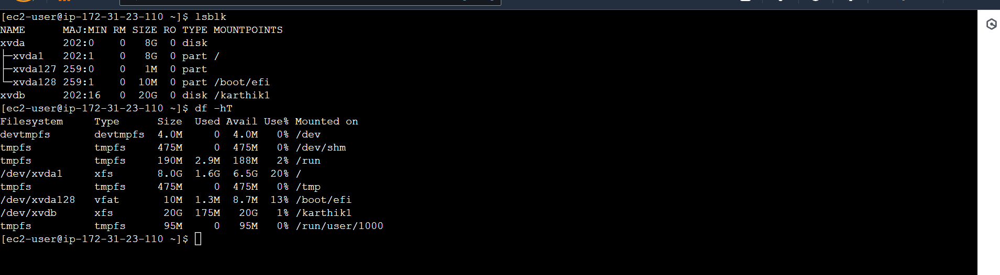 [ec2-user@ip-172-31-23-110 ~]$ lsblk
NAME      MAJ:MIN RM SIZE RO TYPE MOUNTPOINTS
xvda      202:0    0   8G  0 disk
├─xvda1   202:1    0   8G  0 part /
├─xvda127 259:0    0   1M  0 part
└─xvda128 259:1    0  10M  0 part /boot/efi
xvdb      202:16   0  20G  0 disk /karthik1
[ec2-user@ip-172-31-23-110 ~]$ df -hT
Filesystem     Type      Size  Used Avail Use% Mounted on
devtmpfs       devtmpfs  4.0M     0  4.0M   0% /dev
tmpfs          tmpfs     475M     0  475M   0% /dev/shm
tmpfs          tmpfs     190M  2.9M  188M   2% /run
/dev/xvda1     xfs       8.0G  1.6G  6.5G  20% /
tmpfs          tmpfs     475M     0  475M   0% /tmp
/dev/xvda128   vfat       10M  1.3M  8.7M  13% /boot/efi
/dev/xvdb      xfs        20G  175M   20G   1% /karthik1
tmpfs          tmpfs      95M     0   95M   0% /run/user/1000
[ec2-user@ip-172-31-23-110 ~]$